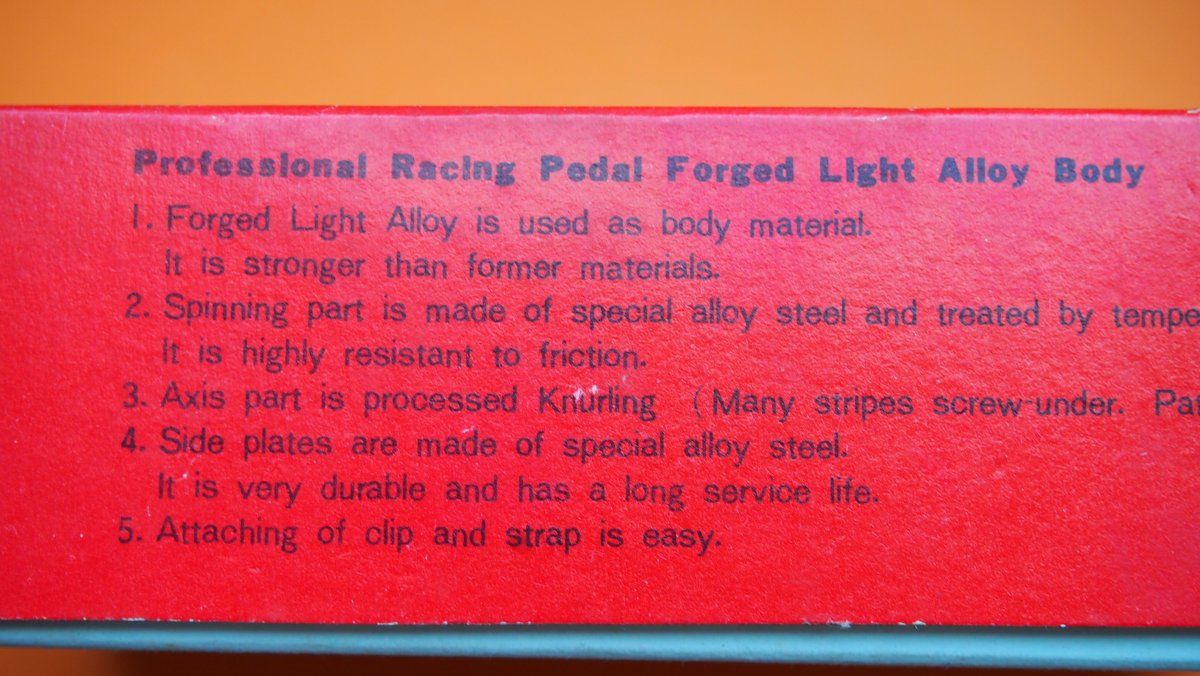 Professional Racing Pedal Forged Light Alloy Body
1. Forged Light Alloy is used as body material.
It is stronger than former materials.
2. Spinning part is made of special alloy steel and treated by tempe
It is highly resistant to friction.
3. Axis part is processed Knurling (Many stripes screw-under. Pat
4. Side plates are made of special alloy steel.
It is very durable and has a long service life.
5. Attaching of clip and strap is easy.